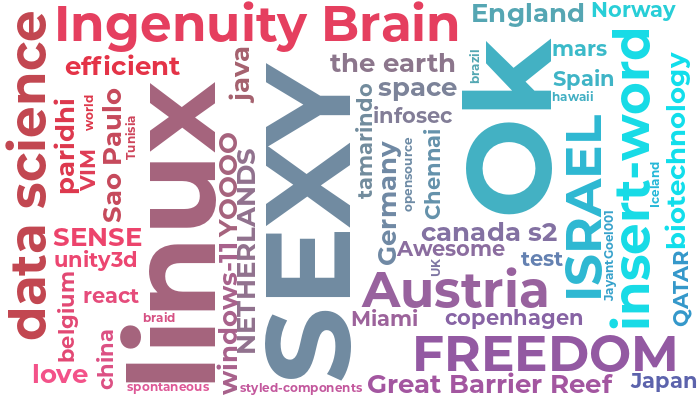 Ingenuity Brain
England
Norway
data science
efficient
java
the earth
brazil
mars
Spain
hawaii
paridhi
world
VIM
Sao Paulo
Tunisia
linux
SEXY
space
infosec
tamarindo
opensource
Germany
Chennai
ok
ISRAEL
insert-word
Iceland
biotechnology
SENSE
unity3d
YOOOO
NETHERLANDS
windows-11
canada s2
Awesome
UK
test
JayantGoel001
QATAR
belgium
react
braid
Austria
Miami
copenhagen
china
love
spontaneous
styled-components
FREEDOM
Great Barrier Reef
Japan